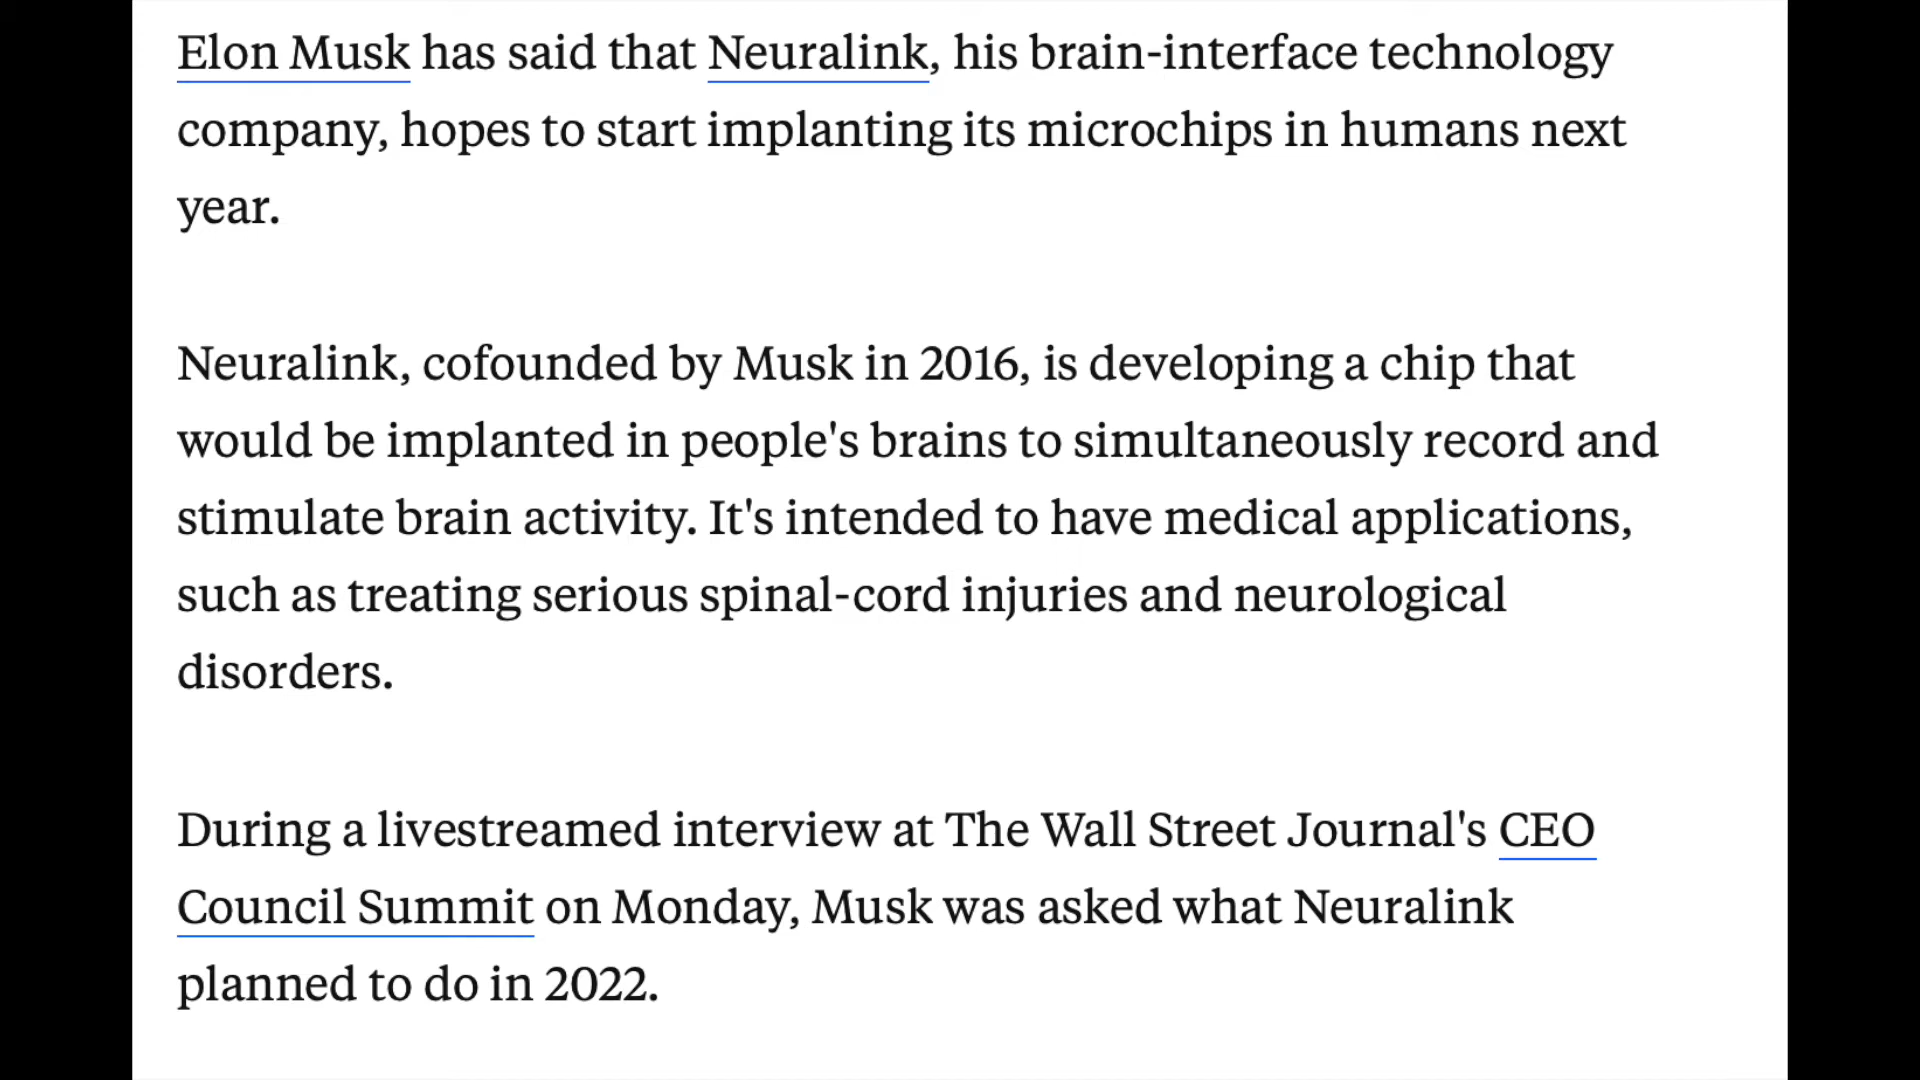 Elon Musk has said that Neuralink, his brain-interface technology
company, hopes to start implanting its microchips in humans next
year.
Neuralink, cofounded by Musk in 2016, is developing a chip that
would be implanted in people's brains to simultaneously record and
stimulate brain activity. It's intended to have medical applications,
such as treating serious spinal-cord injuries and neurological
disorders.
During a livestreamed interview at The Wall Street Journal's CEO
Council Summit on Monday, Musk was asked what Neuralink
planned to do in 2022.